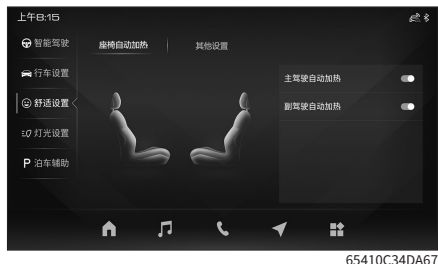 上午8:15
智能驾驶
座椅自动加热
其他设置
行车设置
主驾驶自动加热
舒适设置
副驾驶自动加热
灯光设置
P 泊车辅助
65410C34DA67